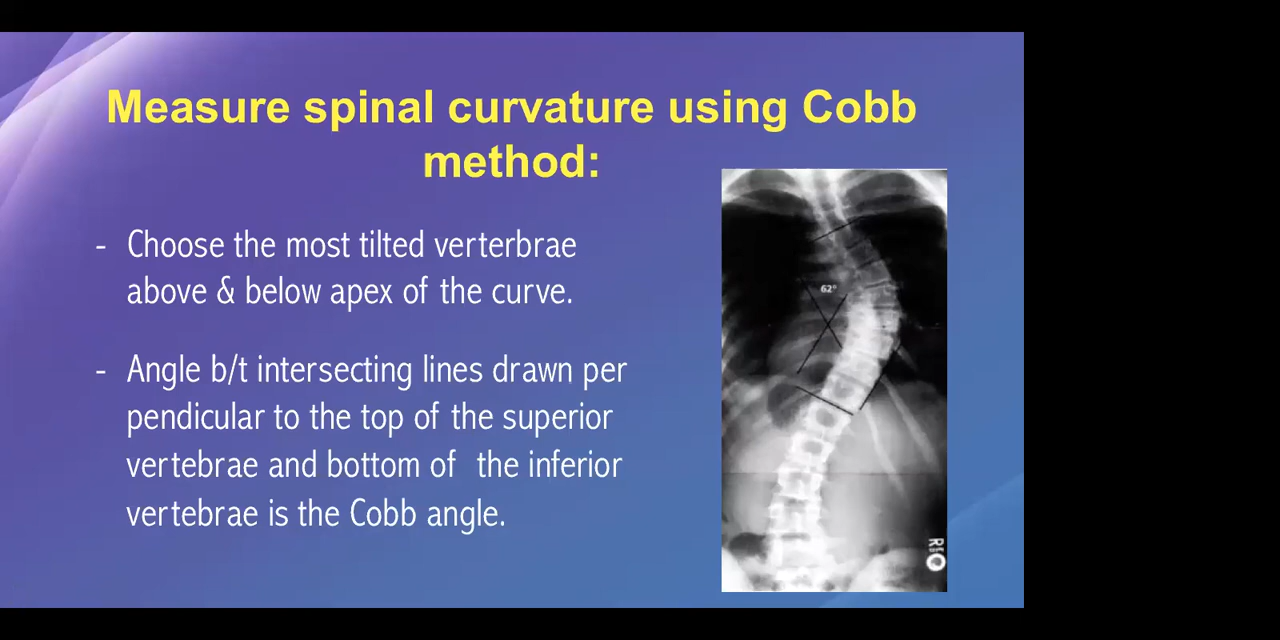 Measure spinal curvature using Cobb
method:
- Choose the most tilted verterbrae
above & below apex of the curve.
62°
- Angle b/t intersecting lines drawn per
pendicular to the top of the superior
vertebrae and bottom of the inferior
vertebrae is the Cobb angle.